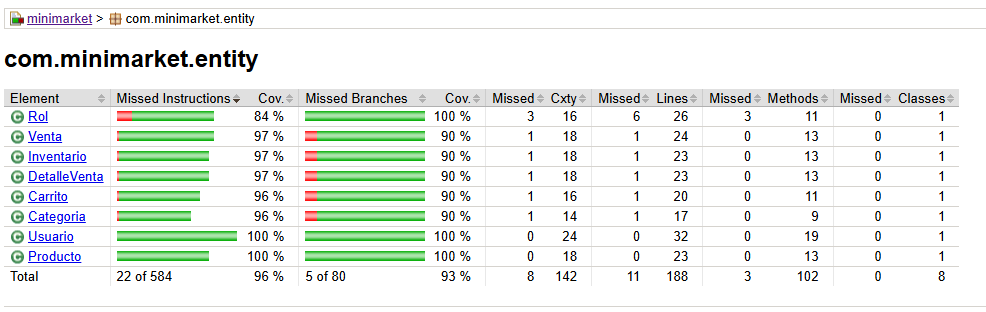 minimarket > com.minimarket.entity
com.minimarket.entity
Element Missed Instructions Cov. Missed Branches Cov. Missed Cxty Missed Lines Missed Methods Missed Classes
Rol 84 % 100 % 3 16 6 26 3 11 0 1
Venta 97 % 90 % 1 18 1 24 0 13 0 1
Inventario 97 % 90 % 1 18 1 23 0 13 0 1
DetalleVenta 97 % 90 % 1 18 1 23 0 13 0 1
Carrito 96 % 90 % 1 16 1 20 0 11 0 1
Categoria 96 % 90 % 1 14 1 17 0 9 0 1
Usuario 100 % 100 % 0 24 0 32 0 19 0 1
Producto 100 % 100 % 0 18 0 23 0 13 0 1
Total 22 of 584 96 % 5 of 80 93 % 8 142 11 188 3 102 0 8